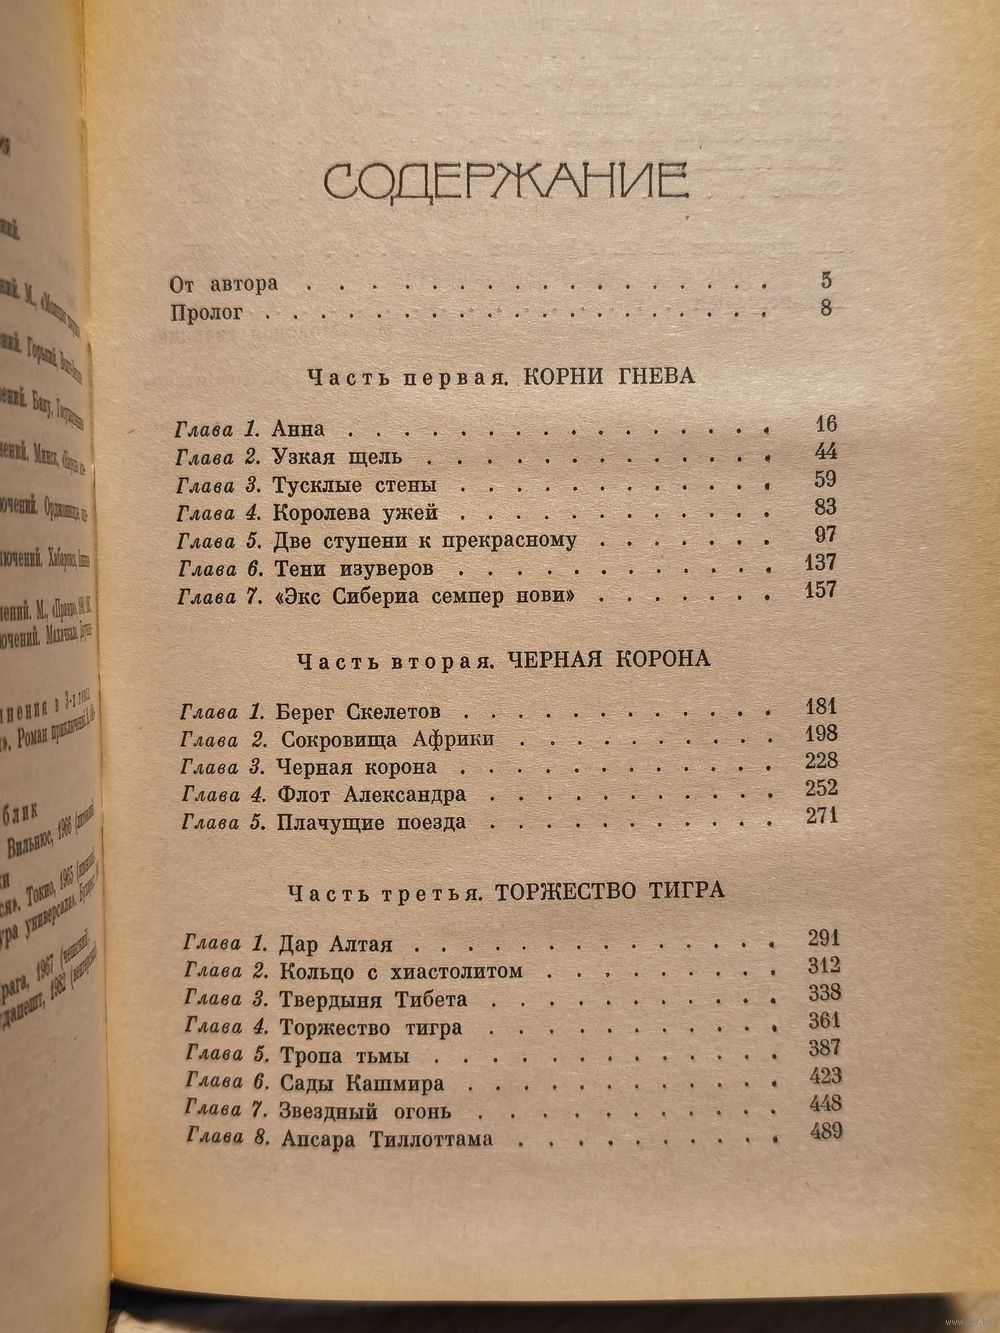 СОДЕРЖАНИЕ
От автора . . . . . . . . . . . . . . . 5
Пролог . . . . . . . . . . . . . . . . 8
Часть первая. КОРНИ ГНЕВА
Глава 1. Анна . . . . . . . . . . . . . 16
Глава 2. Узкая щель . . . . . . . . . . . 44
Глава 3. Тусклые стены . . . . . . . . . . 59
Глава 4. Королева ужей . . . . . . . . . . 83
Глава 5. Две ступени к прекрасному . . . . . . 97
Глава 6. Тени изуверов . . . . . . . . . . 137
Глава 7. «Экс Сибериа семпер нови» . . . . . . 157
Часть вторая. ЧЕРНАЯ КОРОНА
Глава 1. Берег Скелетов . . . . . . . . . . 181
Глава 2. Сокровища Африки . . . . . . . . 198
Глава 3. Черная корона . . . . . . . . . . 228
Глава 4. Флот Александра . . . . . . . . . 252
Глава 5. Плачущие поезда . . . . . . . . . 271
Часть третья. ТОРЖЕСТВО ТИГРА
Глава 1. Дар Алтая . . . . . . . . . . . . 291
Глава 2. Кольцо с хиастолитом . . . . . . . . 312
Глава 3. Твердыня Тибета . . . . . . . . . 338
Глава 4. Торжество тигра . . . . . . . . . 361
Глава 5. Тропа тьмы . . . . . . . . . . . 387
Глава 6. Сады Кашмира . . . . . . . . . . 423
Глава 7. Звездный огонь . . . . . . . . . . 448
Глава 8. Апсара Тиллоттама . . . . . . . . . 489